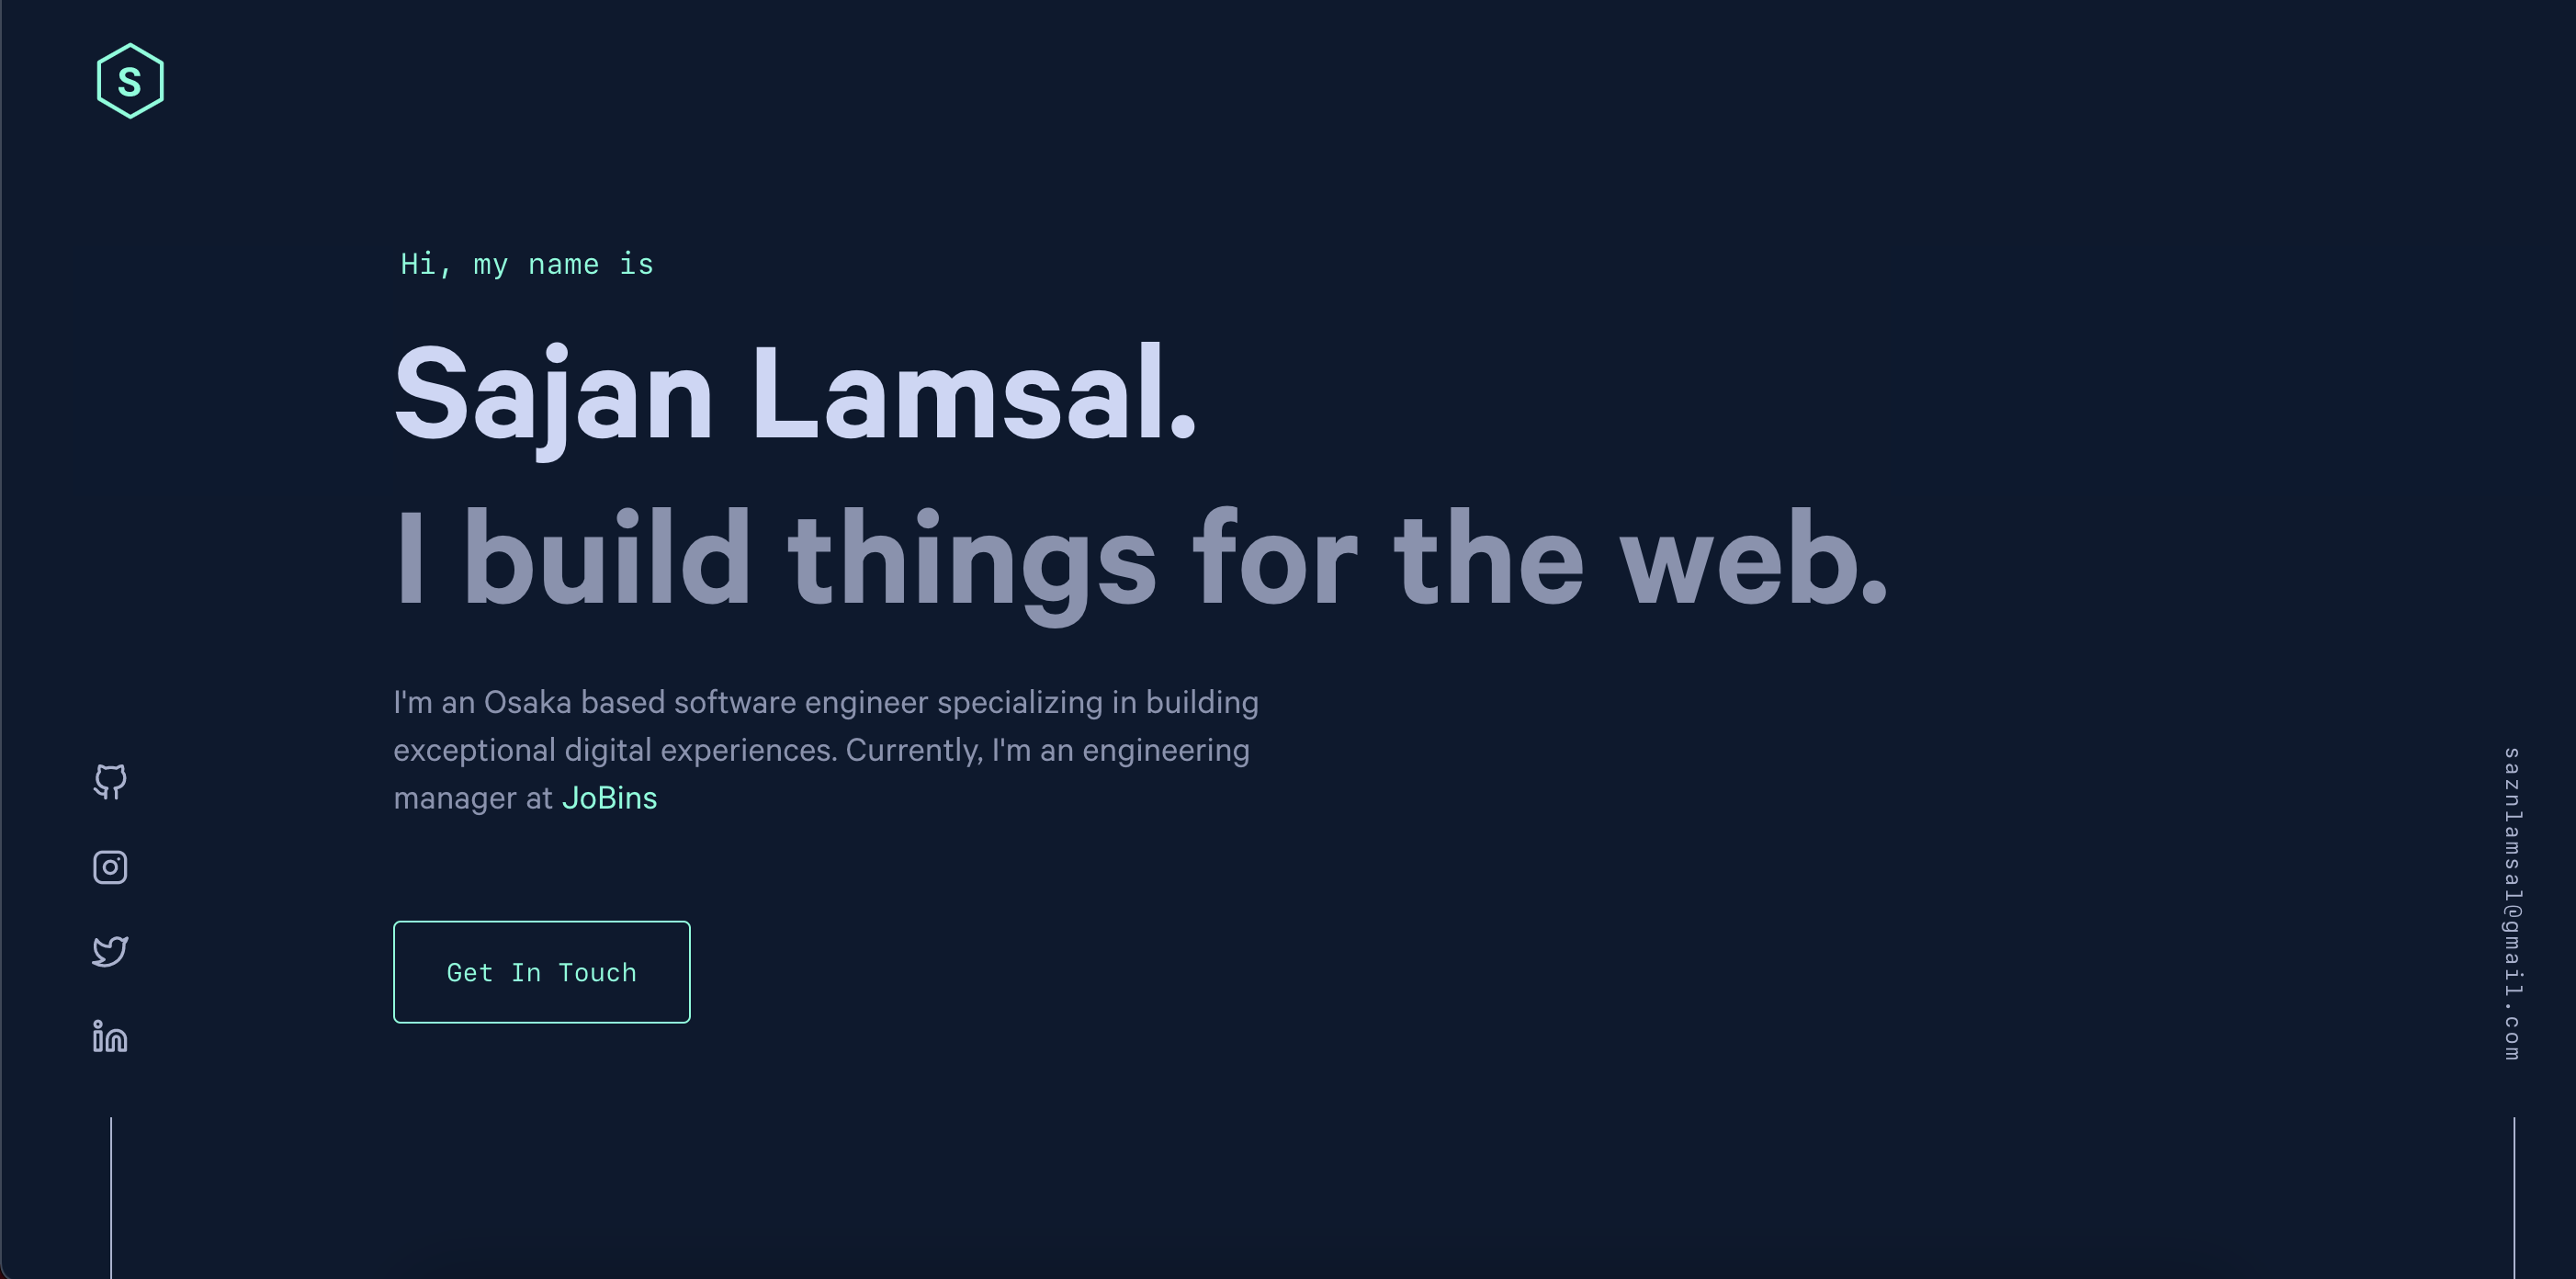 S
Hi, my name is
Sajan Lamsal.
I build things for the web.
I'm an Osaka based software engineer specializing in building
exceptional digital experiences. Currently, I'm an engineering
manager at JoBins
Get In Touch
saznlamsal@gmail.com